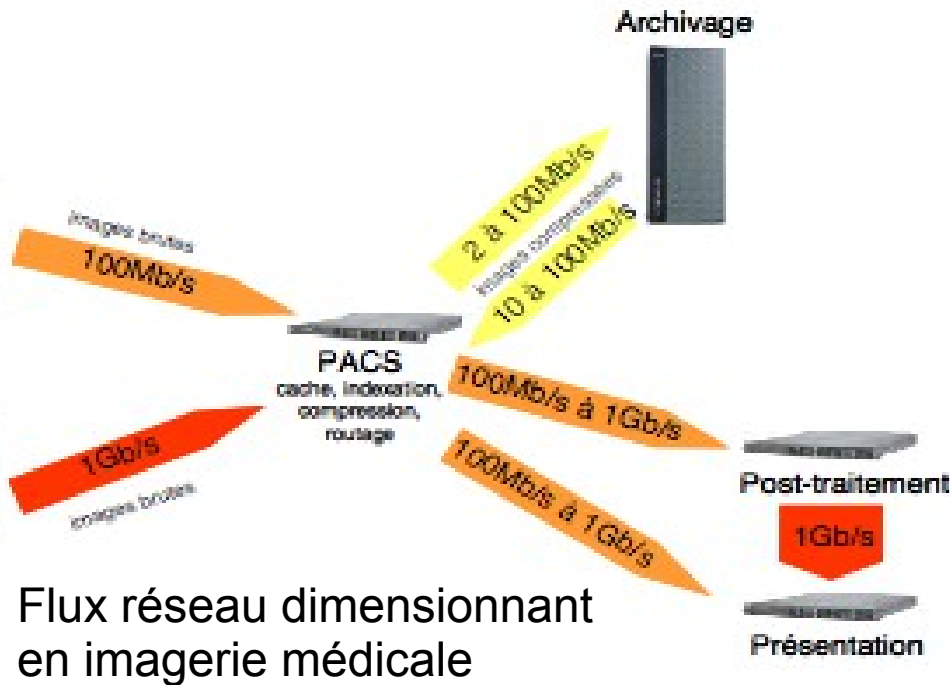 Archivage
2 à 100Mb/s
images compressées
10 à 100Mb/s
images brutes
100Mb/s
PACS
cache, indexation,
compression,
routage
1Gb/s
images brutes
100Mb/s à 1Gb/s
100Mb/s à 1Gb/s
Post-traitement
1Gb/s
Présentation
Flux réseau dimensionnant
en imagerie médicale